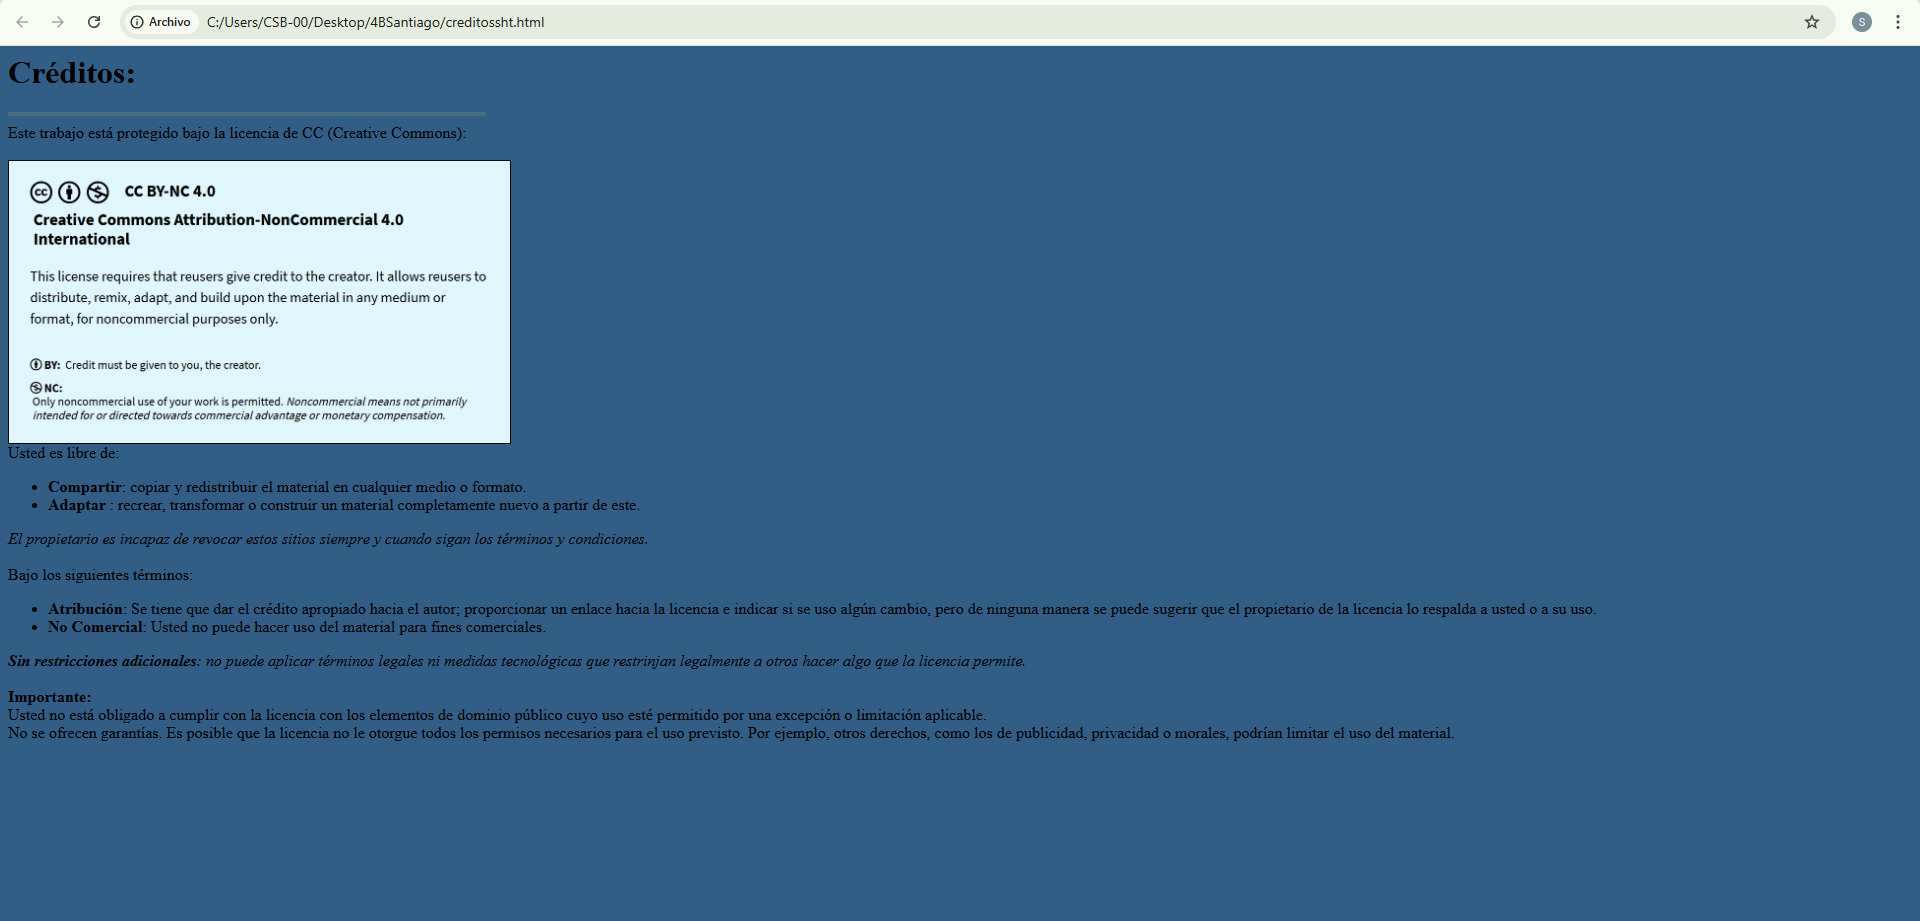 Archivo C:/Users/CSB-00/Desktop/4BSantiago/creditossht.html S
Créditos:
Este trabajo está protegido bajo la licencia de CC (Creative Commons):
CC BY-NC 4.0
Creative Commons Attribution-NonCommercial 4.0
International
This license requires that reusers give credit to the creator. It allows reusers to
distribute, remix, adapt, and build upon the material in any medium or
format, for noncommercial purposes only.
BY: Credit must be given to you, the creator.
NC:
Only noncommercial use of your work is permitted. Noncommercial means not primarily
intended for or directed towards commercial advantage or monetary compensation.
Usted es libre de:
• Compartir: copiar y redistribuir el material en cualquier medio o formato.
• Adaptar : recrear, transformar o construir un material completamente nuevo a partir de este.
El propietario es incapaz de revocar estos sitios siempre y cuando sigan los términos y condiciones.
Bajo los siguientes términos:
• Atribución: Se tiene que dar el crédito apropiado hacia el autor; proporcionar un enlace hacia la licencia e indicar si se uso algún cambio, pero de ninguna manera se puede sugerir que el propietario de la licencia lo respalda a usted o a su uso.
• No Comercial: Usted no puede hacer uso del material para fines comerciales.
Sin restricciones adicionales: no puede aplicar términos legales ni medidas tecnológicas que restrinjan legalmente a otros hacer algo que la licencia permite.
Importante:
Usted no está obligado a cumplir con la licencia con los elementos de dominio público cuyo uso esté permitido por una excepción o limitación aplicable.
No se ofrecen garantías. Es posible que la licencia no le otorgue todos los permisos necesarios para el uso previsto. Por ejemplo, otros derechos, como los de publicidad, privacidad o morales, podrían limitar el uso del material.